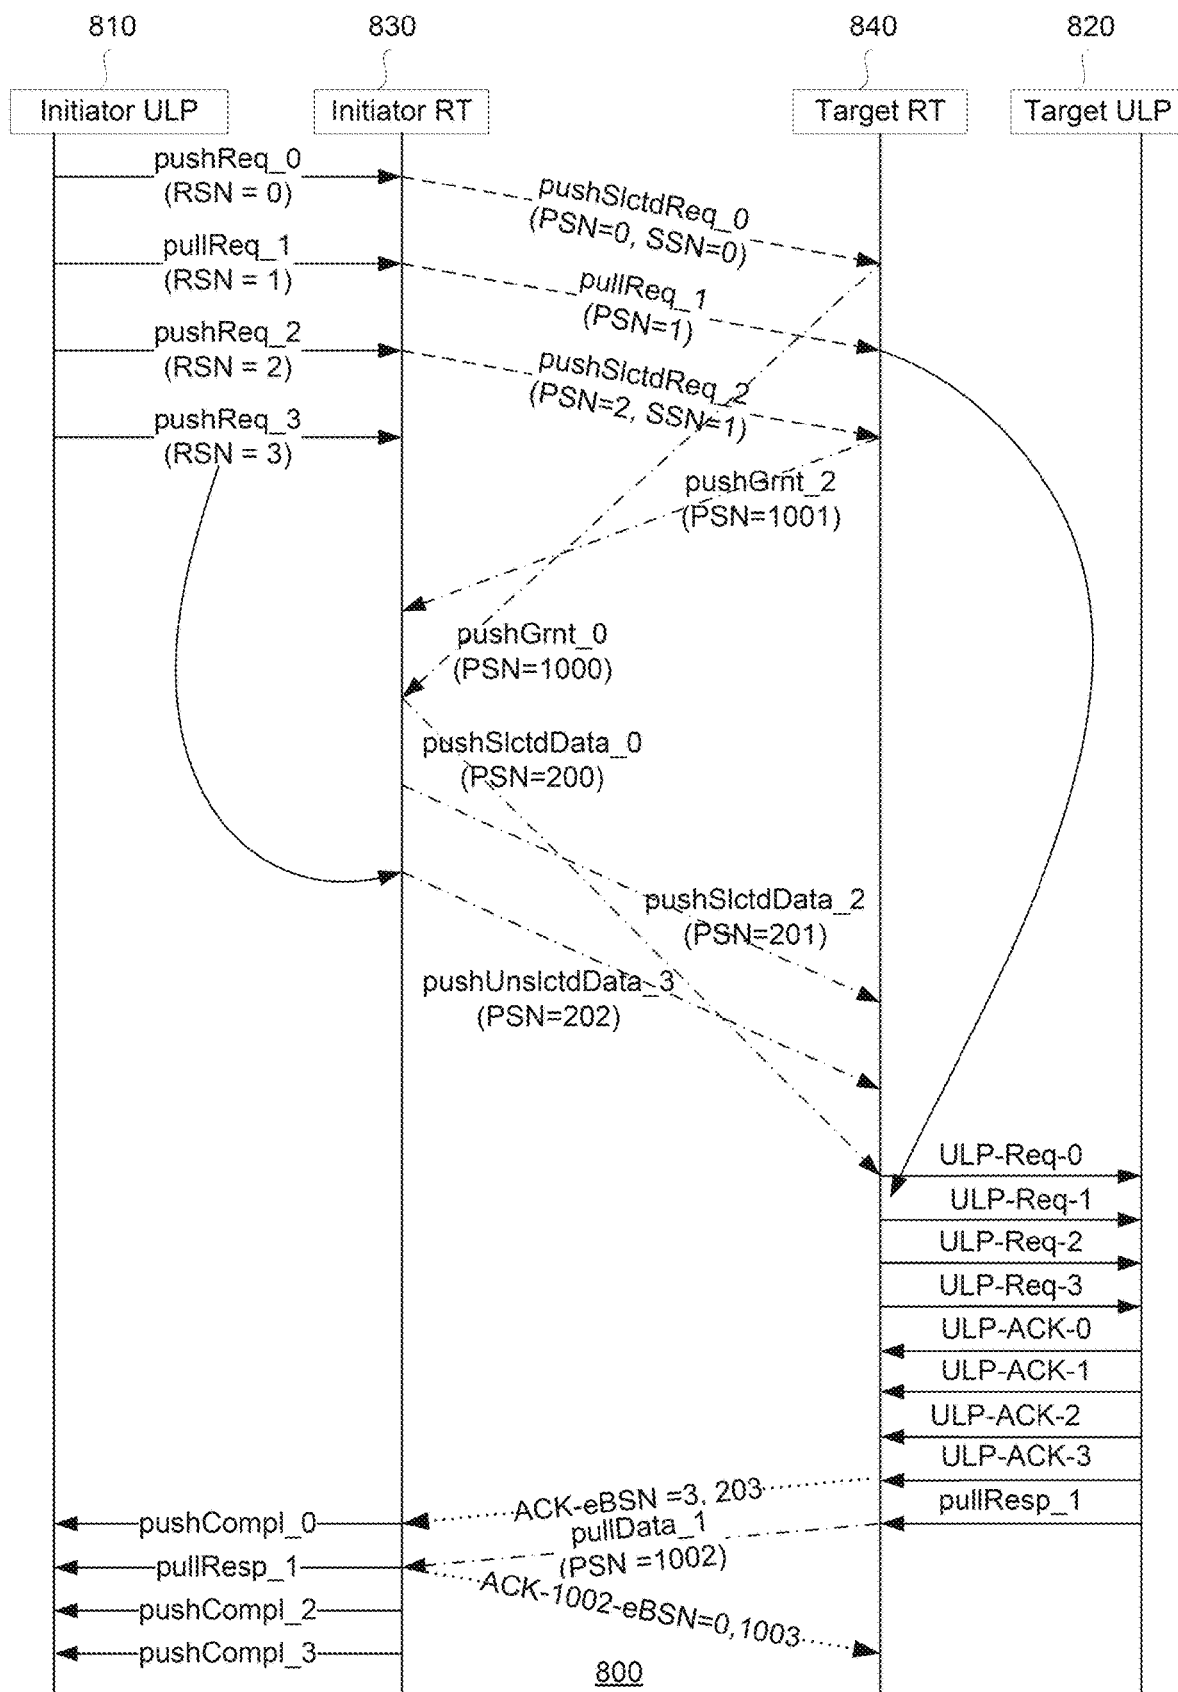 810 830 840 820
Initiator ULP Initiator RT Target RT Target ULP
pushReq_0
(RSN = 0)
pushSlctdReq_0
(PSN=0, SSN=0)
pullReq_1
(RSN = 1)
pullReq_1
(PSN=1)
pushReq_2
(RSN = 2)
pushSlctdReq_2
(PSN=2, SSN=1)
pushReq_3
(RSN = 3)
pushGrnt_2
(PSN=1001)
pushGrnt_0
(PSN=1000)
pushSlctdData_0
(PSN=200)
pushSlctdData_2
(PSN=201)
pushUnslctdData_3
(PSN=202)
ULP-Req-0
ULP-Req-1
ULP-Req-2
ULP-Req-3
ULP-ACK-0
ULP-ACK-1
ULP-ACK-2
ULP-ACK-3
ACK-eBSN =3, 203
pullResp_1
pushCompl_0
pullData_1
(PSN =1002)
pullResp_1
ACK-1002-eBSN=0,1003
pushCompl_2
pushCompl_3
800